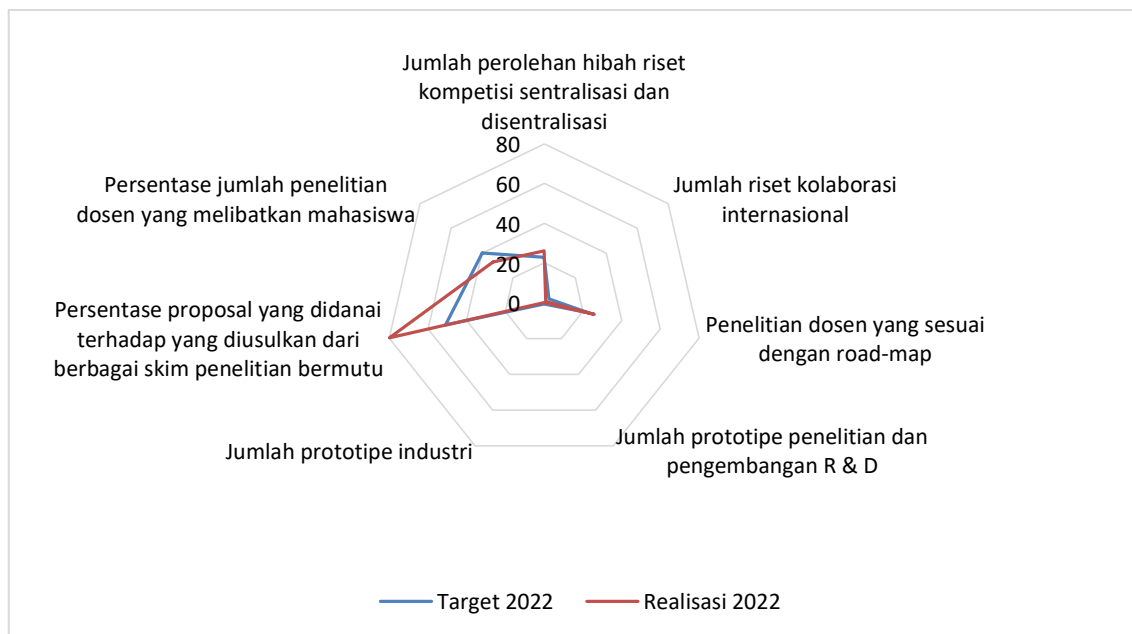 Jumlah perolehan hibah riset
kompetisi sentralisasi dan
disentralisasi
80
60
40
20
0
Jumlah riset kolaborasi
internasional
Penelitian dosen yang sesuai
dengan road-map
Jumlah prototipe penelitian dan
pengembangan R & D
Jumlah prototipe industri
Persentase proposal yang didanai
terhadap yang diusulkan dari
berbagai skim penelitian bermutu
Persentase jumlah penelitian
dosen yang melibatkan mahasiswa
Target 2022
Realisasi 2022